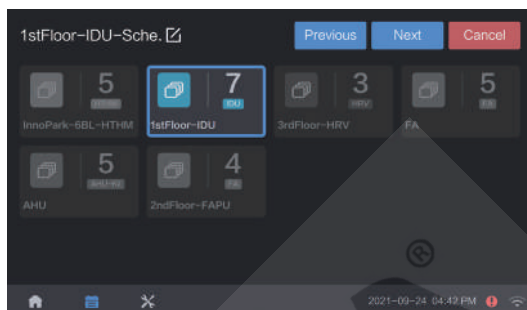 1stFloor-IDU-Sche.
Previous
Next
Cancel
5
HTHM
InnoPark-6BL-HTHM
7
IDU
1stFloor-IDU
3
HRV
3rdFloor-HRV
5
FA
FA
5
AHU
4
FA
2ndFloor-FAPU
2021-09-24 04:42 PM